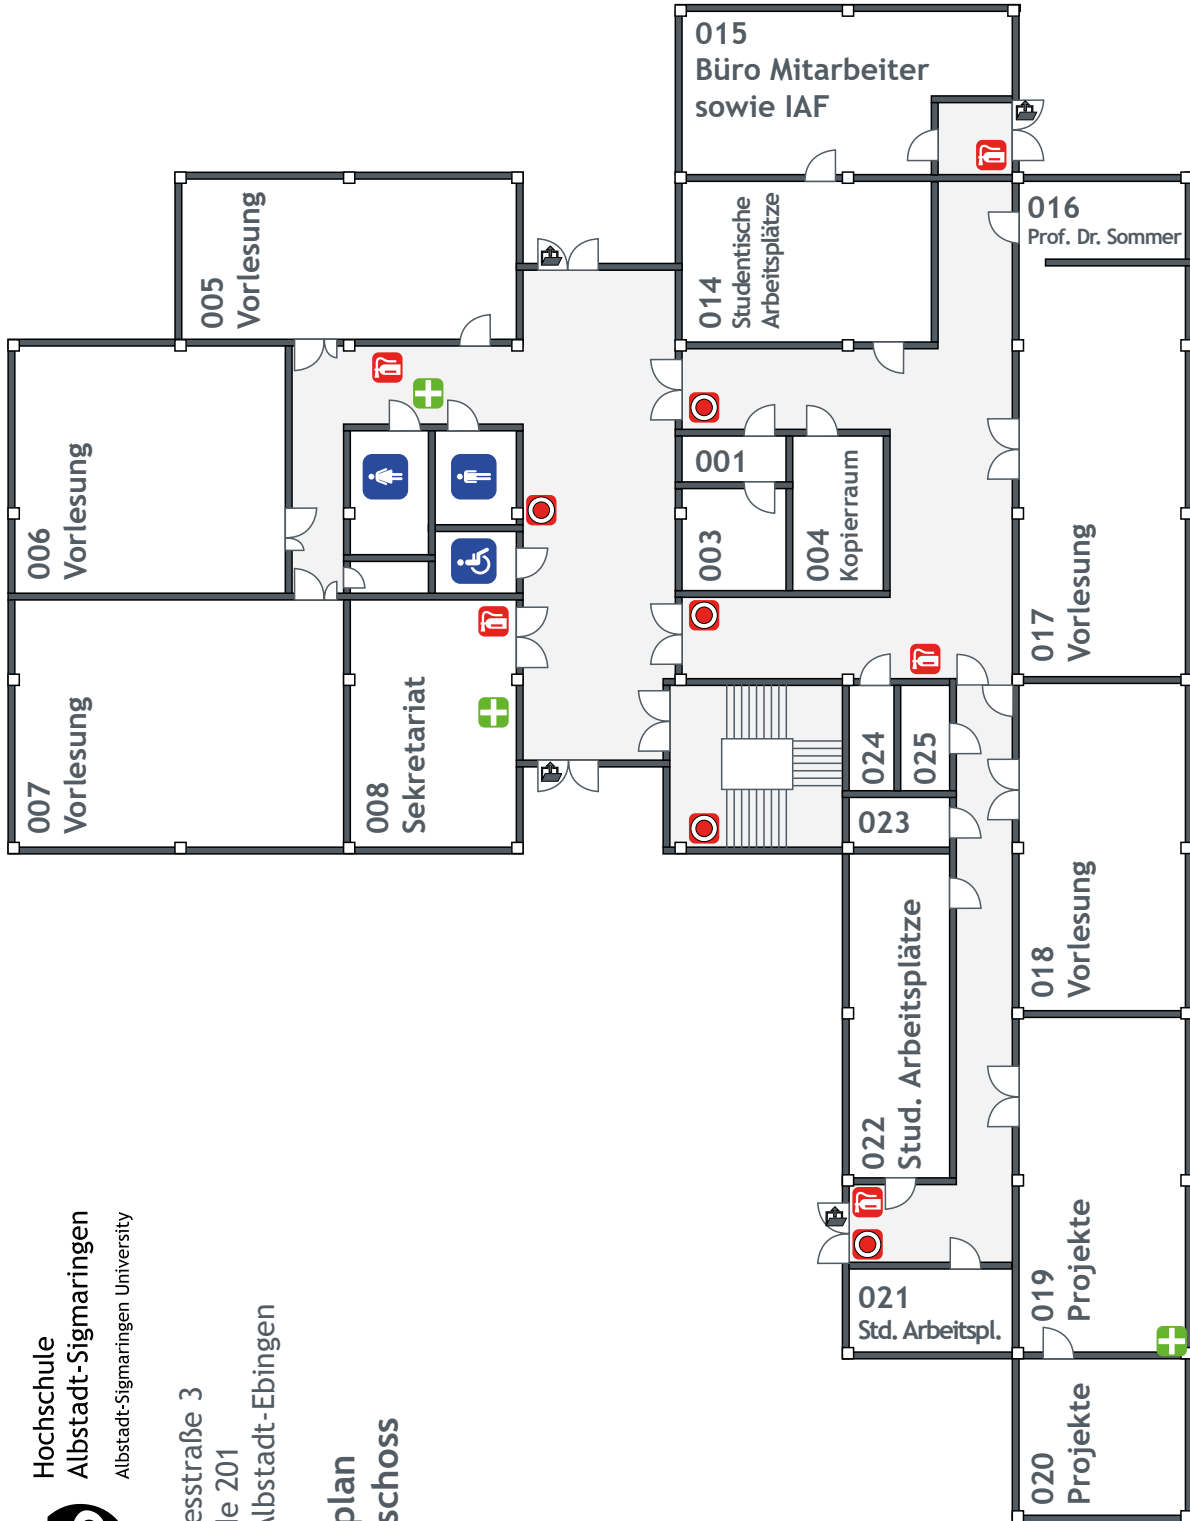 Hochschule
Albstadt-Sigmaringen
Albstadt-Sigmaringen University
3
201
Albstadt-Ebingen
015
Büro Mitarbeiter
sowie IAF
005
Vorlesung
014
Studentische
Arbeitsplätze
016
Prof. Dr. Sommer
006
Vorlesung
001
003
004
Kopierraum
017
Vorlesung
007
Vorlesung
008
Sekretariat
024
025
023
018
Vorlesung
022
Stud. Arbeitsplätze
021
Std. Arbeitspl.
019
Projekte
020
Projekte